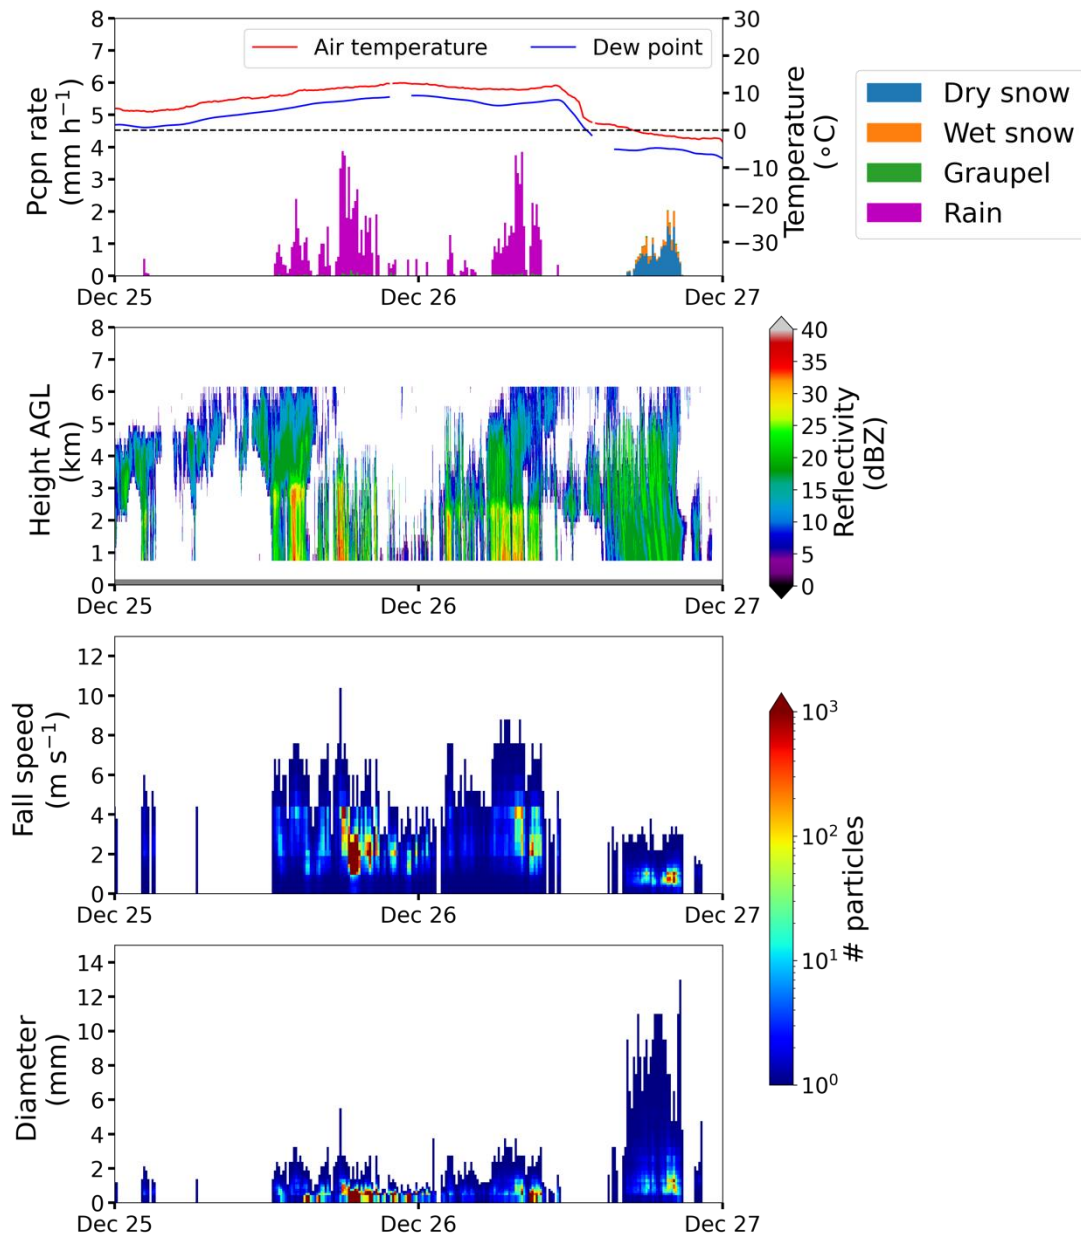 8
7
6
5
4
3
2
1
0
Pcpn rate
(mm h⁻¹)
Air temperature
Dew point
30
20
10
0
−10
−20
−30
Temperature
(∘C)
Dec 25
Dec 26
Dec 27
Dry snow
Wet snow
Graupel
Rain
8
7
6
5
4
3
2
1
0
Height AGL
(km)
Dec 25
Dec 26
Dec 27
40
35
30
25
20
15
10
5
0
Reflectivity
(dBZ)
12
10
8
6
4
2
0
Fall speed
(m s⁻¹)
Dec 25
Dec 26
Dec 27
14
12
10
8
6
4
2
0
Diameter
(mm)
Dec 25
Dec 26
Dec 27
10³
10²
10¹
10⁰
# particles